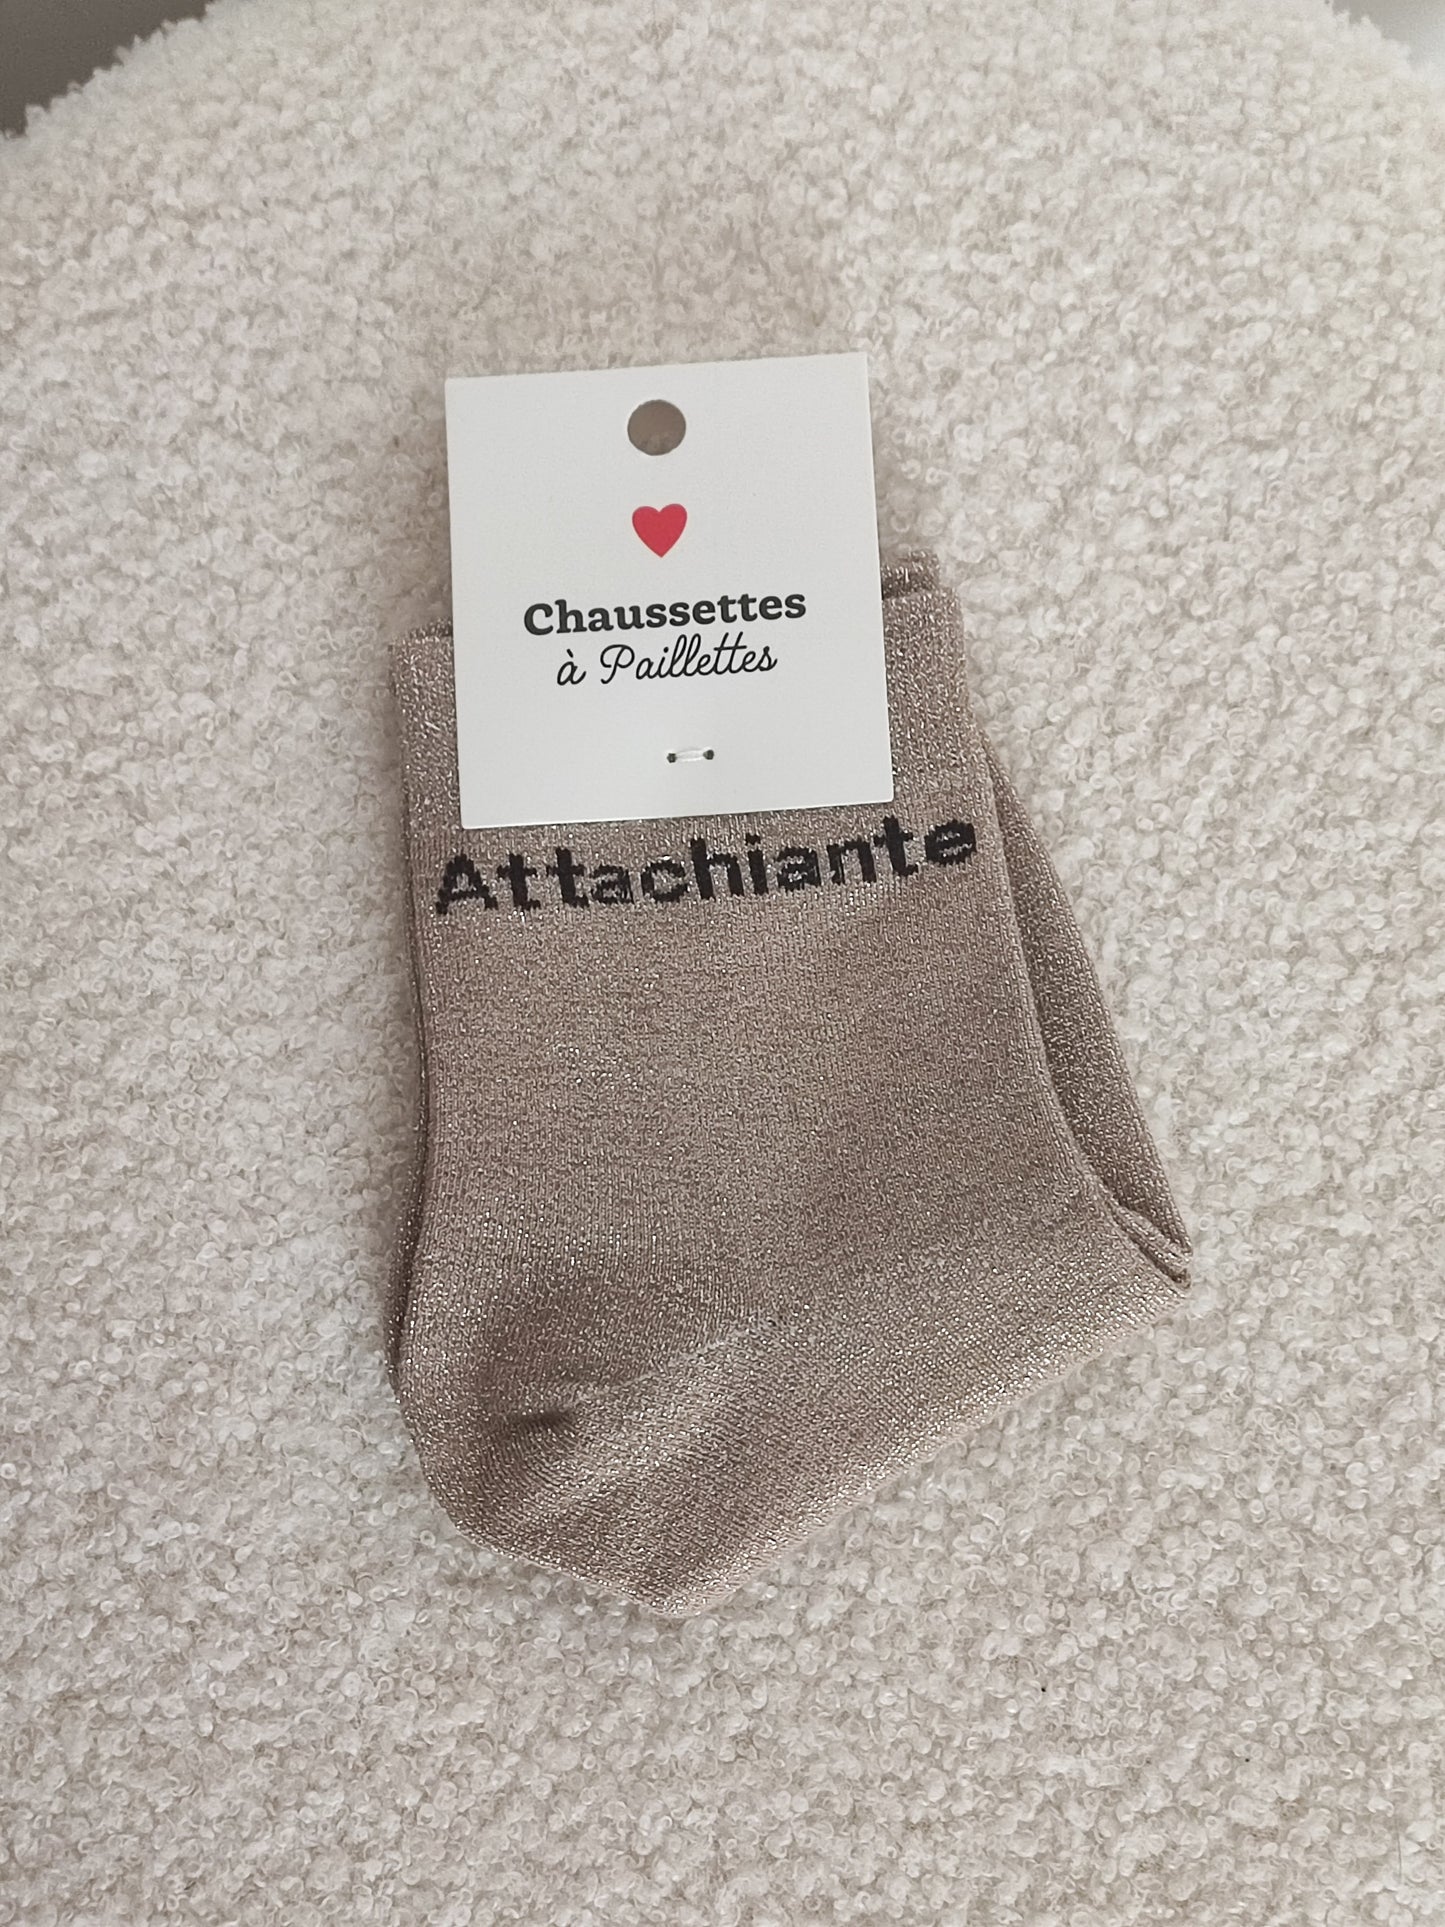 Chaussettes
à Paillettes
Attachiante